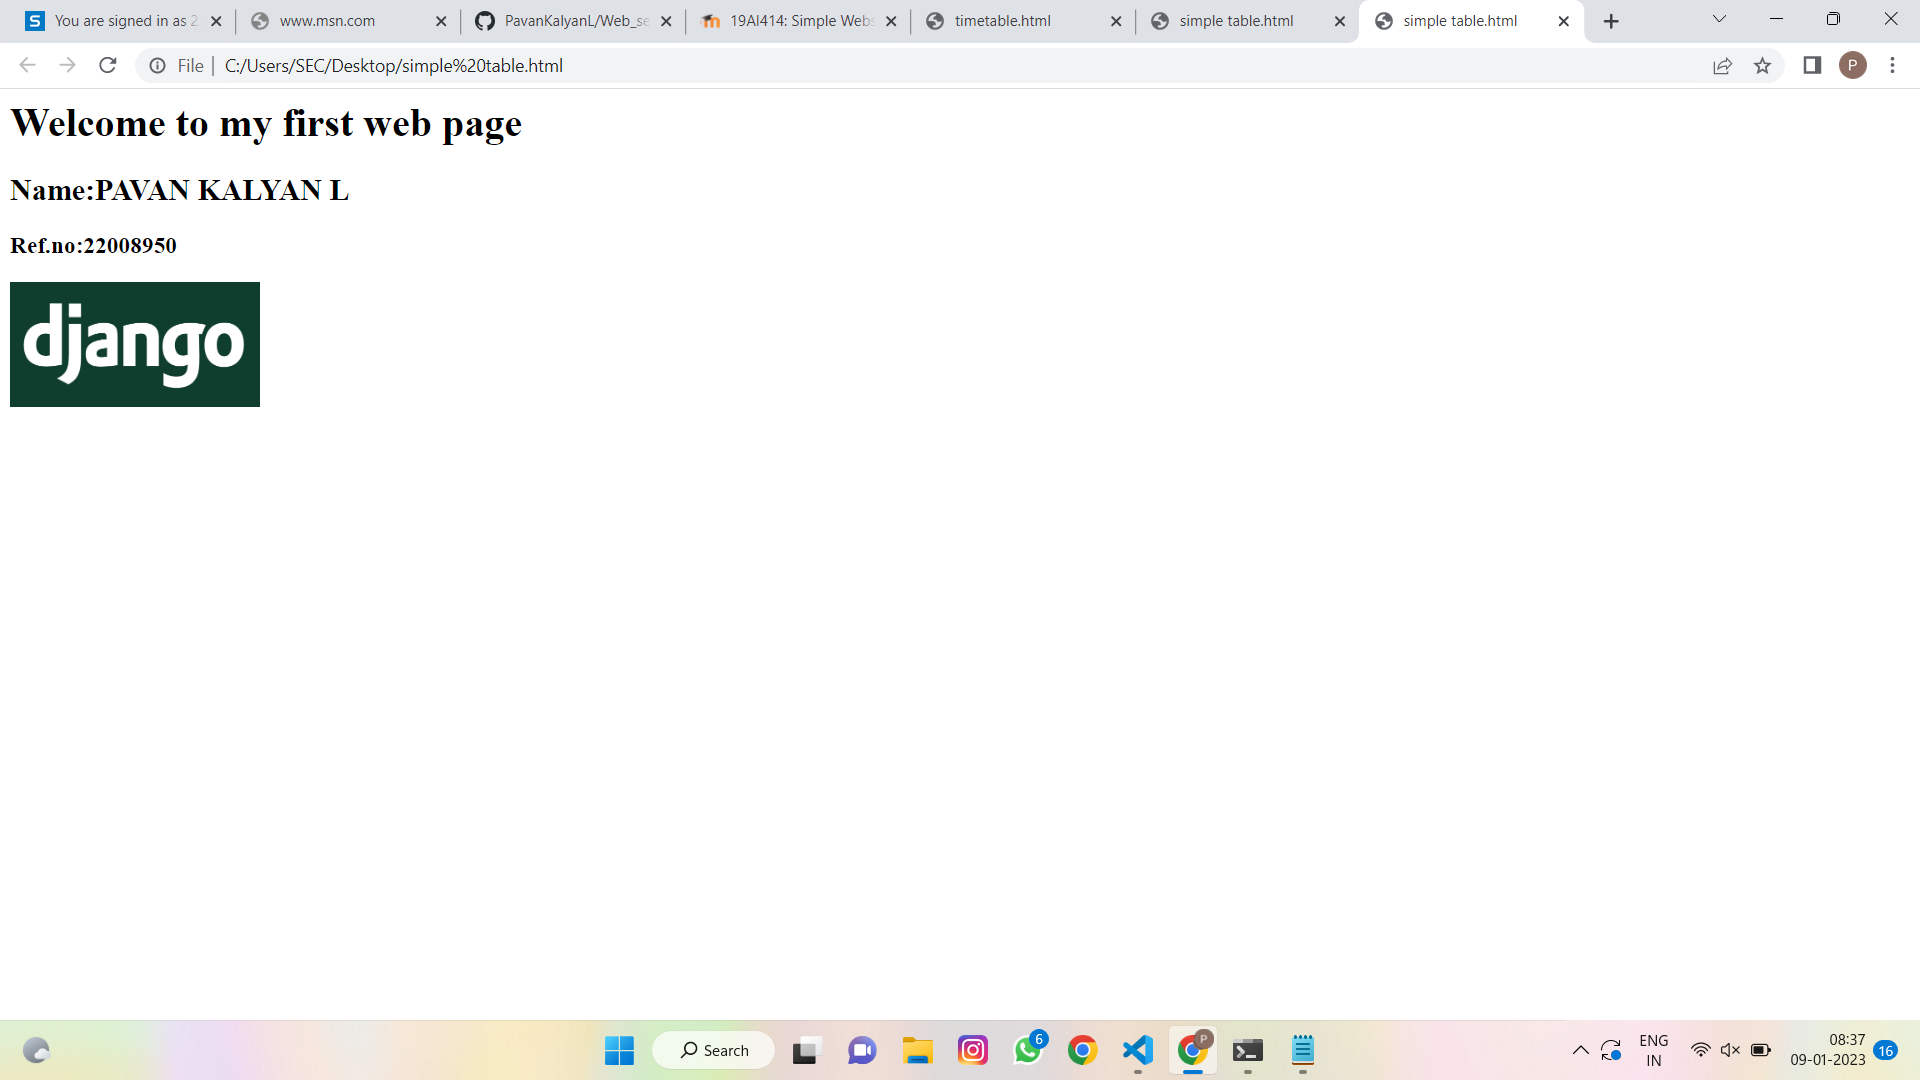 You are signed in as 2
www.msn.com
PavanKalyanL/Web_se
19AI414: Simple Webs
timetable.html
simple table.html
simple table.html
File
C:/Users/SEC/Desktop/simple%20table.html
P
Welcome to my first web page
Name:PAVAN KALYAN L
Ref.no:22008950
django
Search
6
P
ENG
IN
08:37
09-01-2023
16